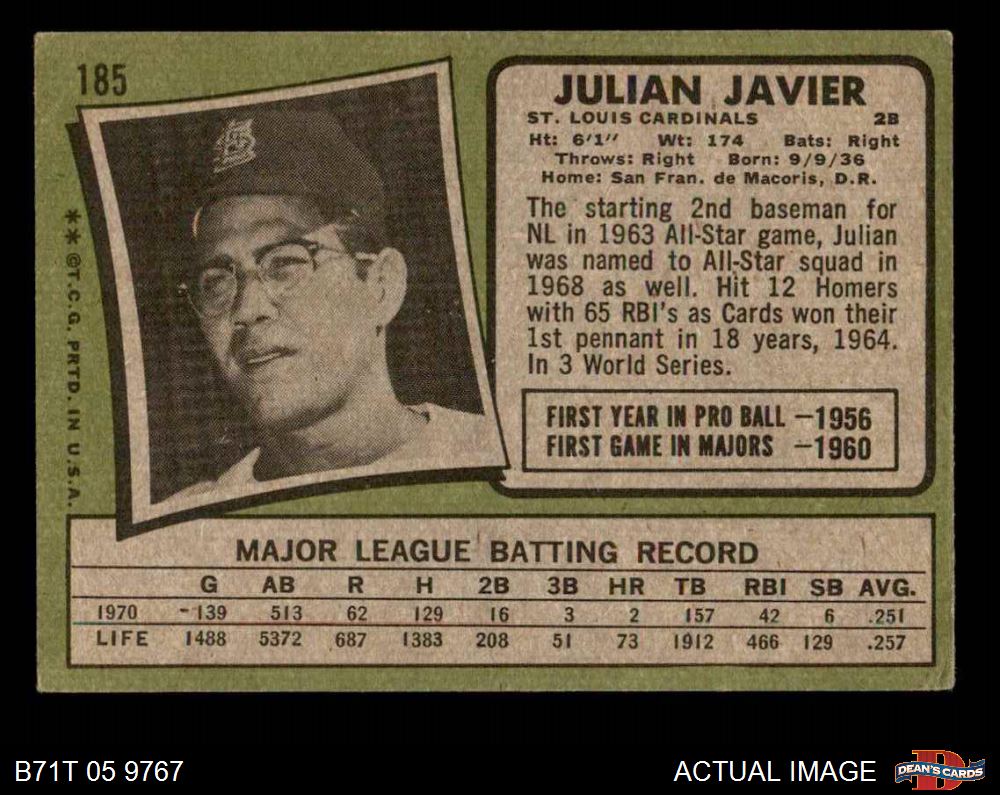 185
JULIAN JAVIER
ST. LOUIS CARDINALS 2B
Ht: 6'1" Wt: 174 Bats: Right
Throws: Right Born: 9/9/36
Home: San Fran. de Macoris, D.R.
The starting 2nd baseman for
NL in 1963 All-Star game, Julian
was named to All-Star squad in
1968 as well. Hit 12 Homers
with 65 RBI's as Cards won their
1st pennant in 18 years, 1964.
In 3 World Series.
FIRST YEAR IN PRO BALL —1956
FIRST GAME IN MAJORS —1960
**©T.C.G. PRTD. IN U.S.A.
MAJOR LEAGUE BATTING RECORD
G AB R H 2B 3B HR TB RBI SB AVG.
1970 139 513 62 129 16 3 2 157 42 6 .251
LIFE 1488 5372 687 1383 208 51 73 1912 466 129 .257
B71T 05 9767
ACTUAL IMAGE
DEAN'S CARDS